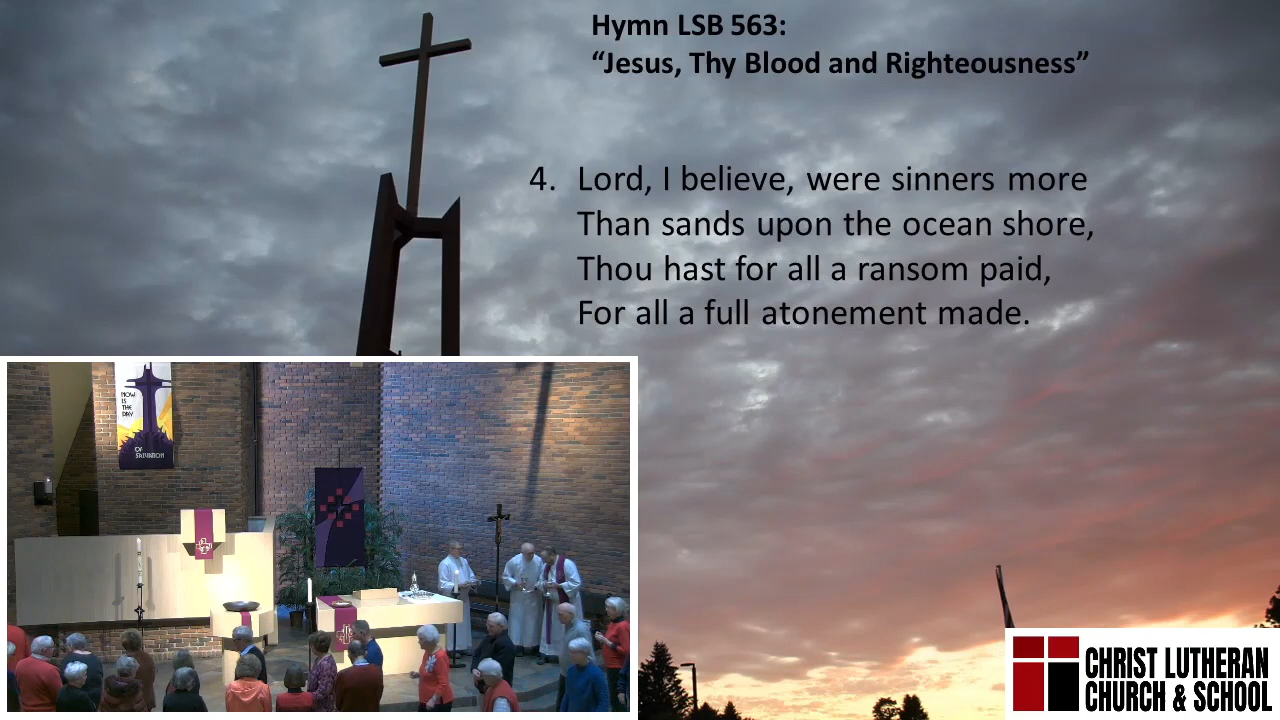 Hymn LSB 563:
“Jesus, Thy Blood and Righteousness”
4. Lord, I believe, were sinners more
Than sands upon the ocean shore,
Thou hast for all a ransom paid,
For all a full atonement made.
NOW
IS
THE
DAY
OF
SALVATION
CHRIST LUTHERAN
CHURCH & SCHOOL